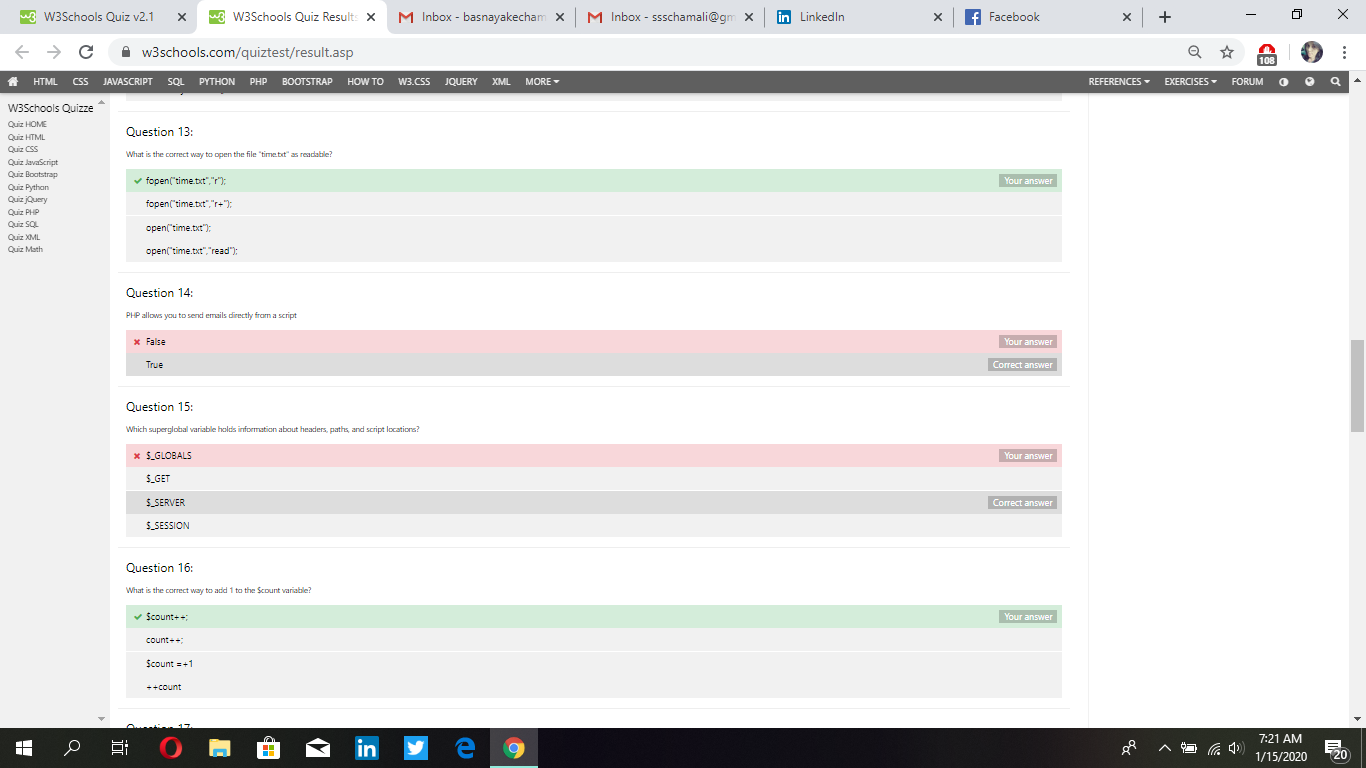 W3Schools Quiz v2.1
W3Schools Quiz Results
Inbox - basnayakecham
Inbox - ssschamali@gm
LinkedIn
Facebook
w3schools.com/quiztest/result.asp
108
HTML CSS JAVASCRIPT SQL PYTHON PHP BOOTSTRAP HOW TO W3.CSS JQUERY XML MORE REFERENCES EXERCISES FORUM
W3Schools Quizze
Quiz HOME
Quiz HTML
Quiz CSS
Quiz JavaScript
Quiz Bootstrap
Quiz Python
Quiz jQuery
Quiz PHP
Quiz SQL
Quiz XML
Quiz Math
Question 13:
What is the correct way to open the file "time.txt" as readable?
fopen("time.txt","r"); Your answer
fopen("time.txt","r+");
open("time.txt");
open("time.txt","read");
Question 14:
PHP allows you to send emails directly from a script
False Your answer
True Correct answer
Question 15:
Which superglobal variable holds information about headers, paths, and script locations?
$_GLOBALS Your answer
$_GET
$_SERVER Correct answer
$_SESSION
Question 16:
What is the correct way to add 1 to the $count variable?
$count++; Your answer
count++;
$count =+1
++count
Question 17:
7:21 AM
1/15/2020
20